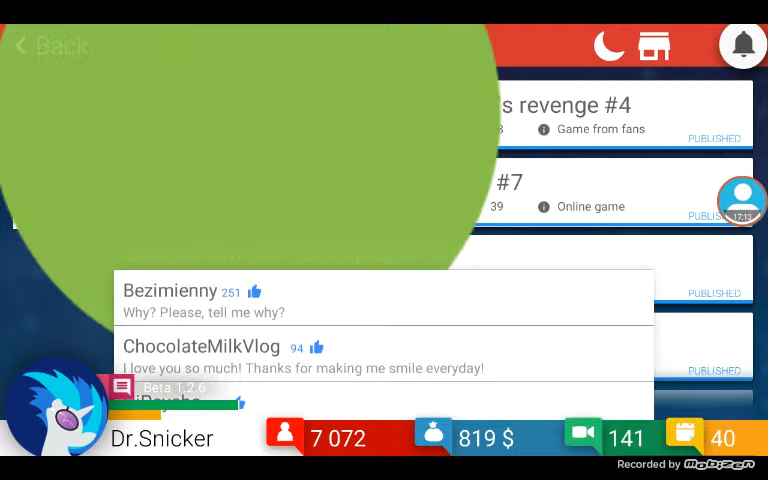 Back
's revenge #4
Game from fans
PUBLISHED
#7
39
Online game
17:13
PUBLISHED
PUBLISHED
Bezimienny 251
Why? Please, tell me why?
ChocolateMilkVlog 94
I love you so much! Thanks for making me smile everyday!
PUBLISHED
Beta 1.2.6
Dr.Snicker
7 072
819 $
141
40
Recorded by Mobizen